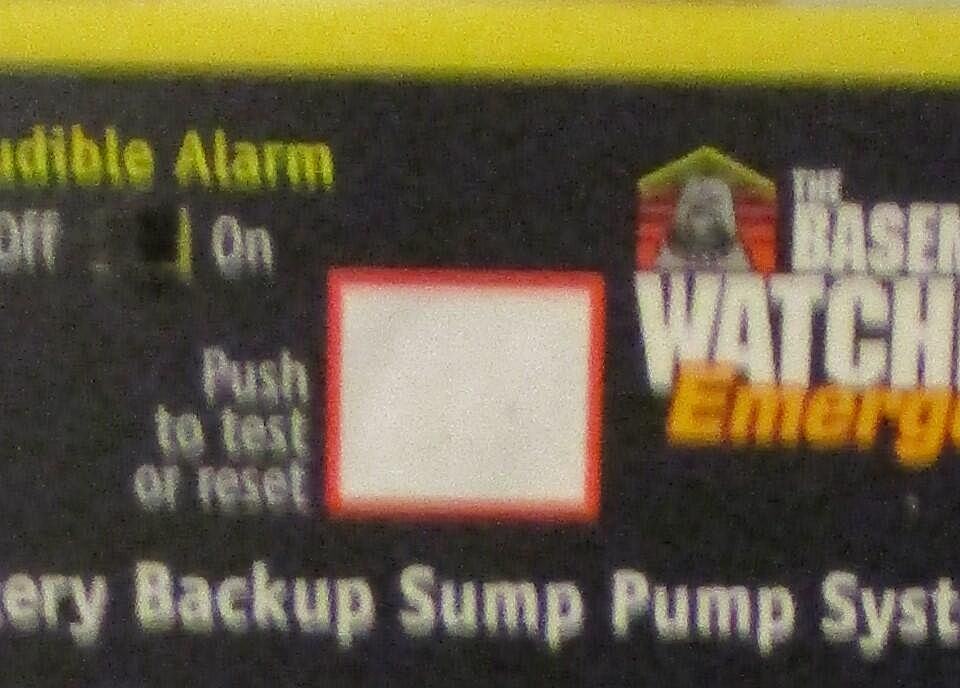 udible Alarm
Off On
Push
to test
or reset
THE
BASEM
WATCH
Emerge
ery Backup Sump Pump Syst